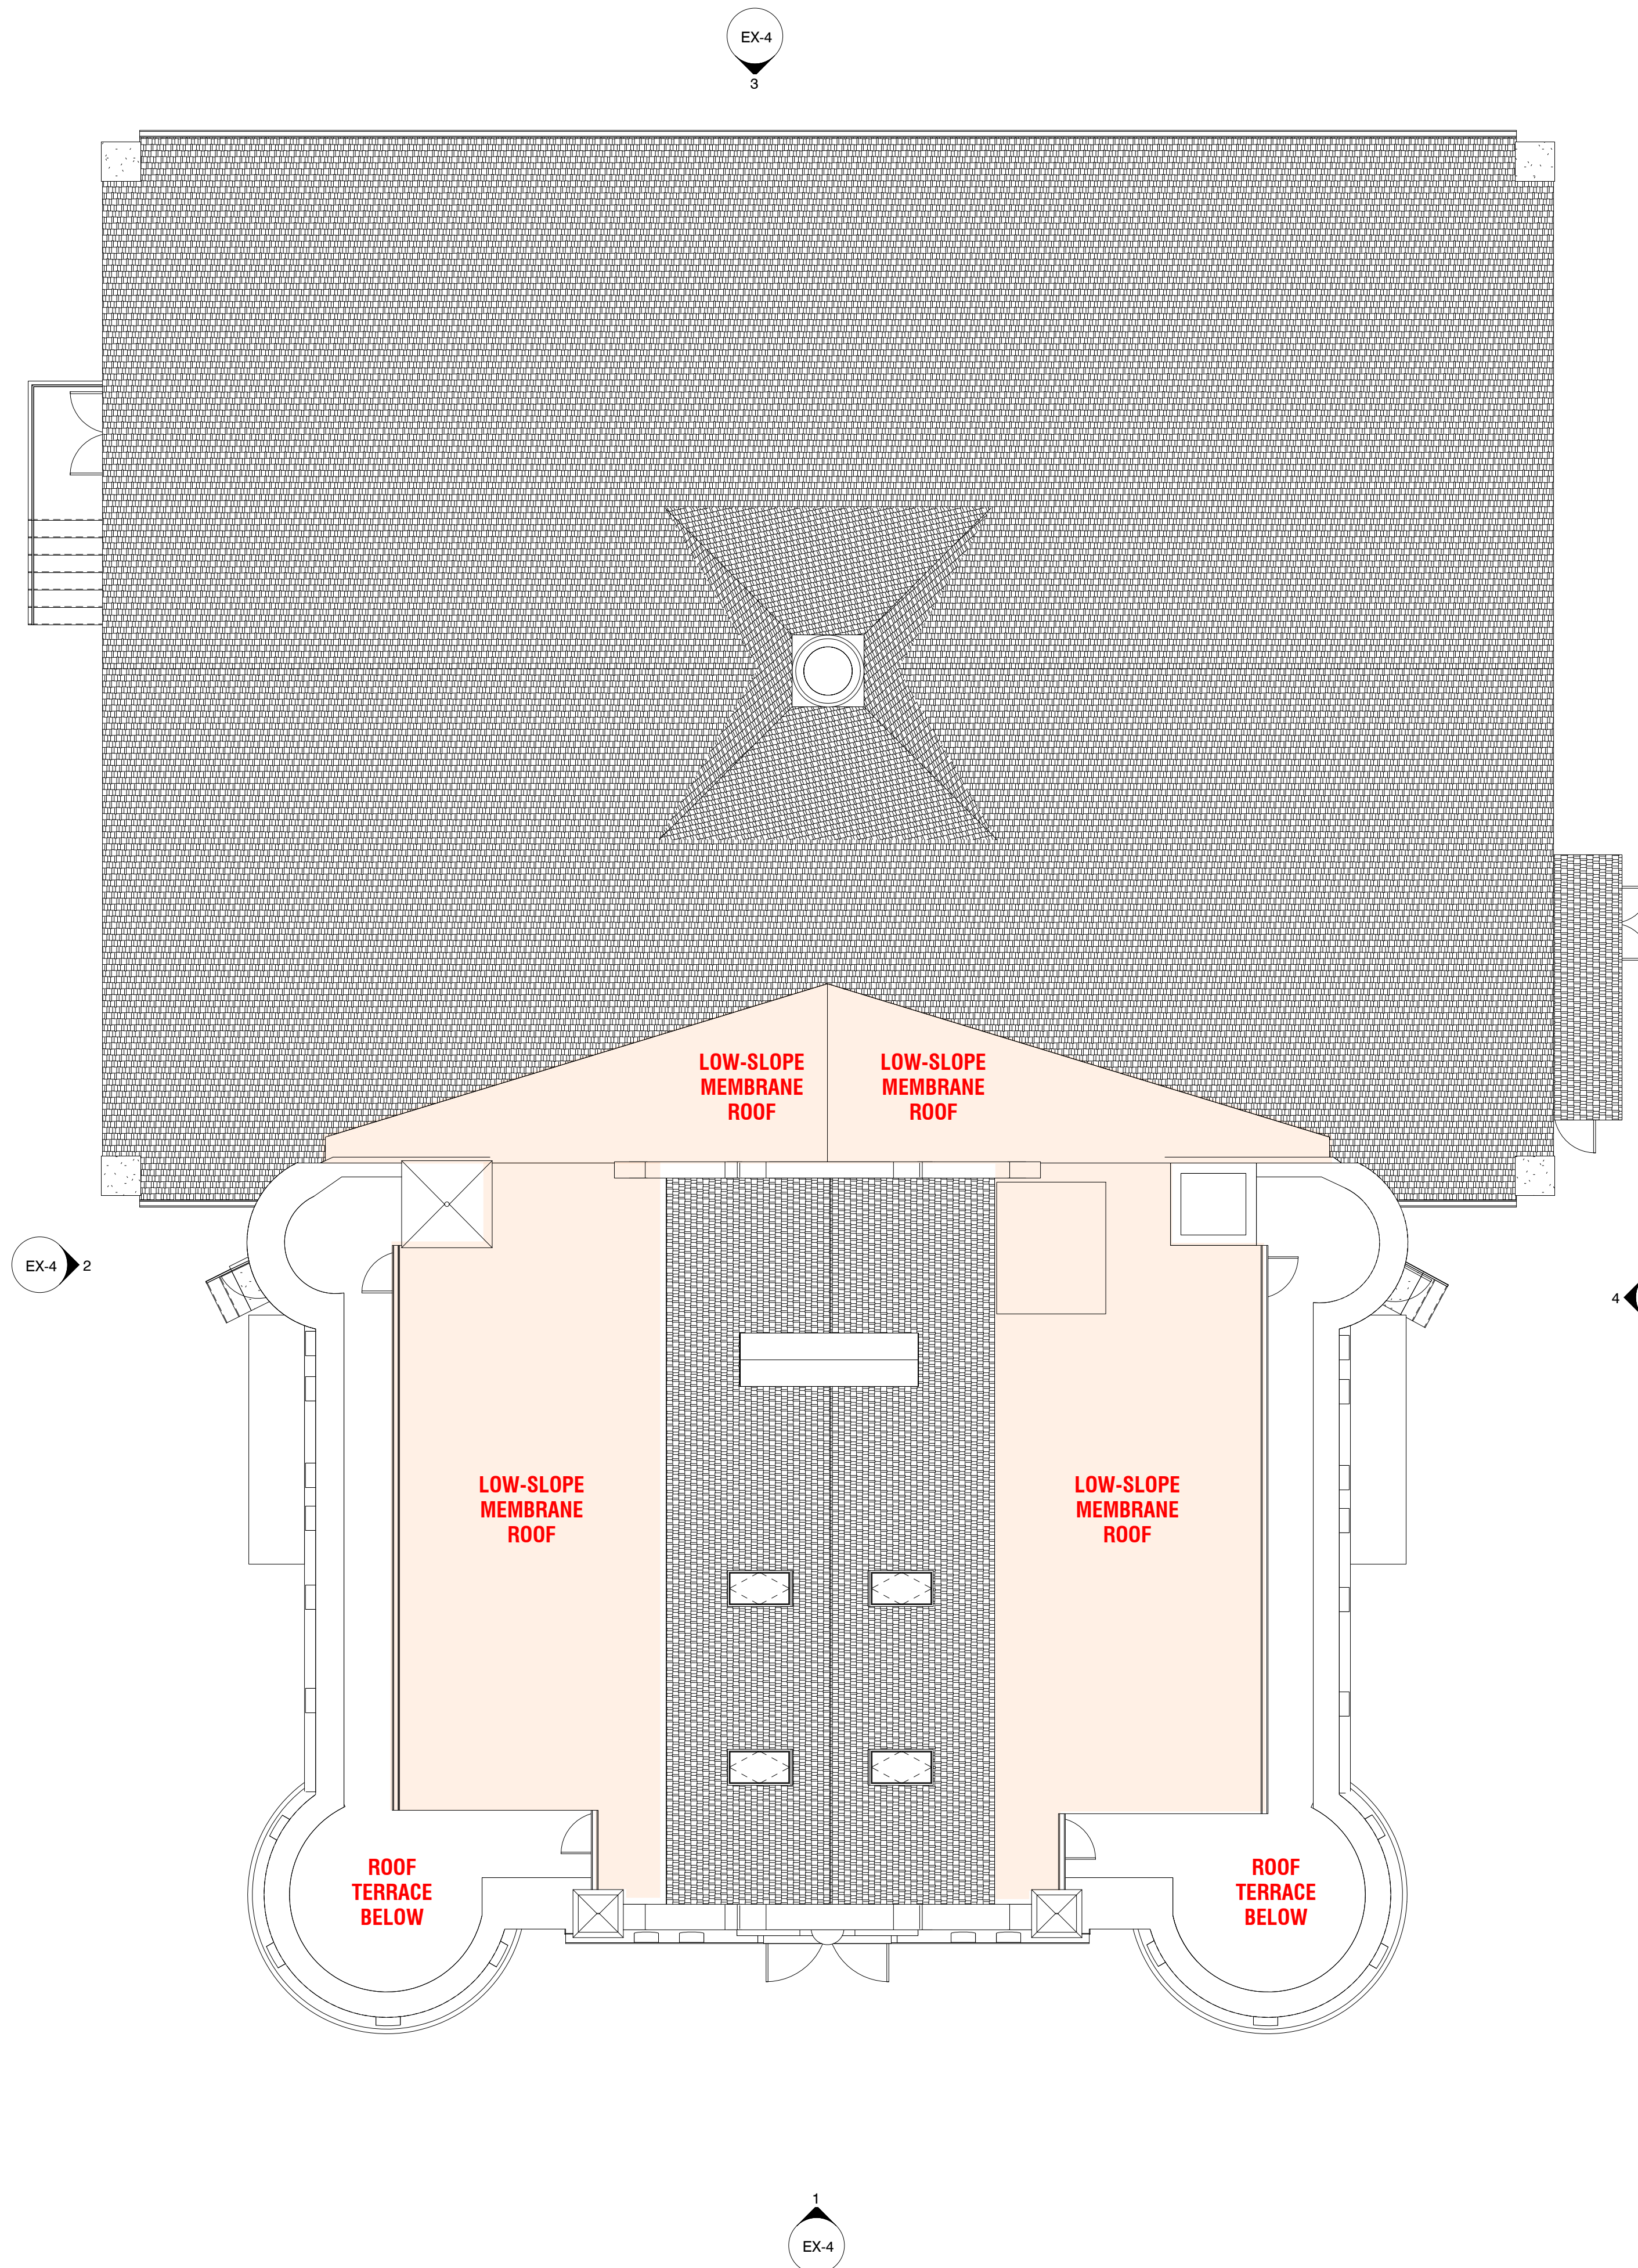 EX-4
3
LOW-SLOPE
MEMBRANE
ROOF
LOW-SLOPE
MEMBRANE
ROOF
EX-4
2
4
LOW-SLOPE
MEMBRANE
ROOF
LOW-SLOPE
MEMBRANE
ROOF
ROOF
TERRACE
BELOW
ROOF
TERRACE
BELOW
1
EX-4